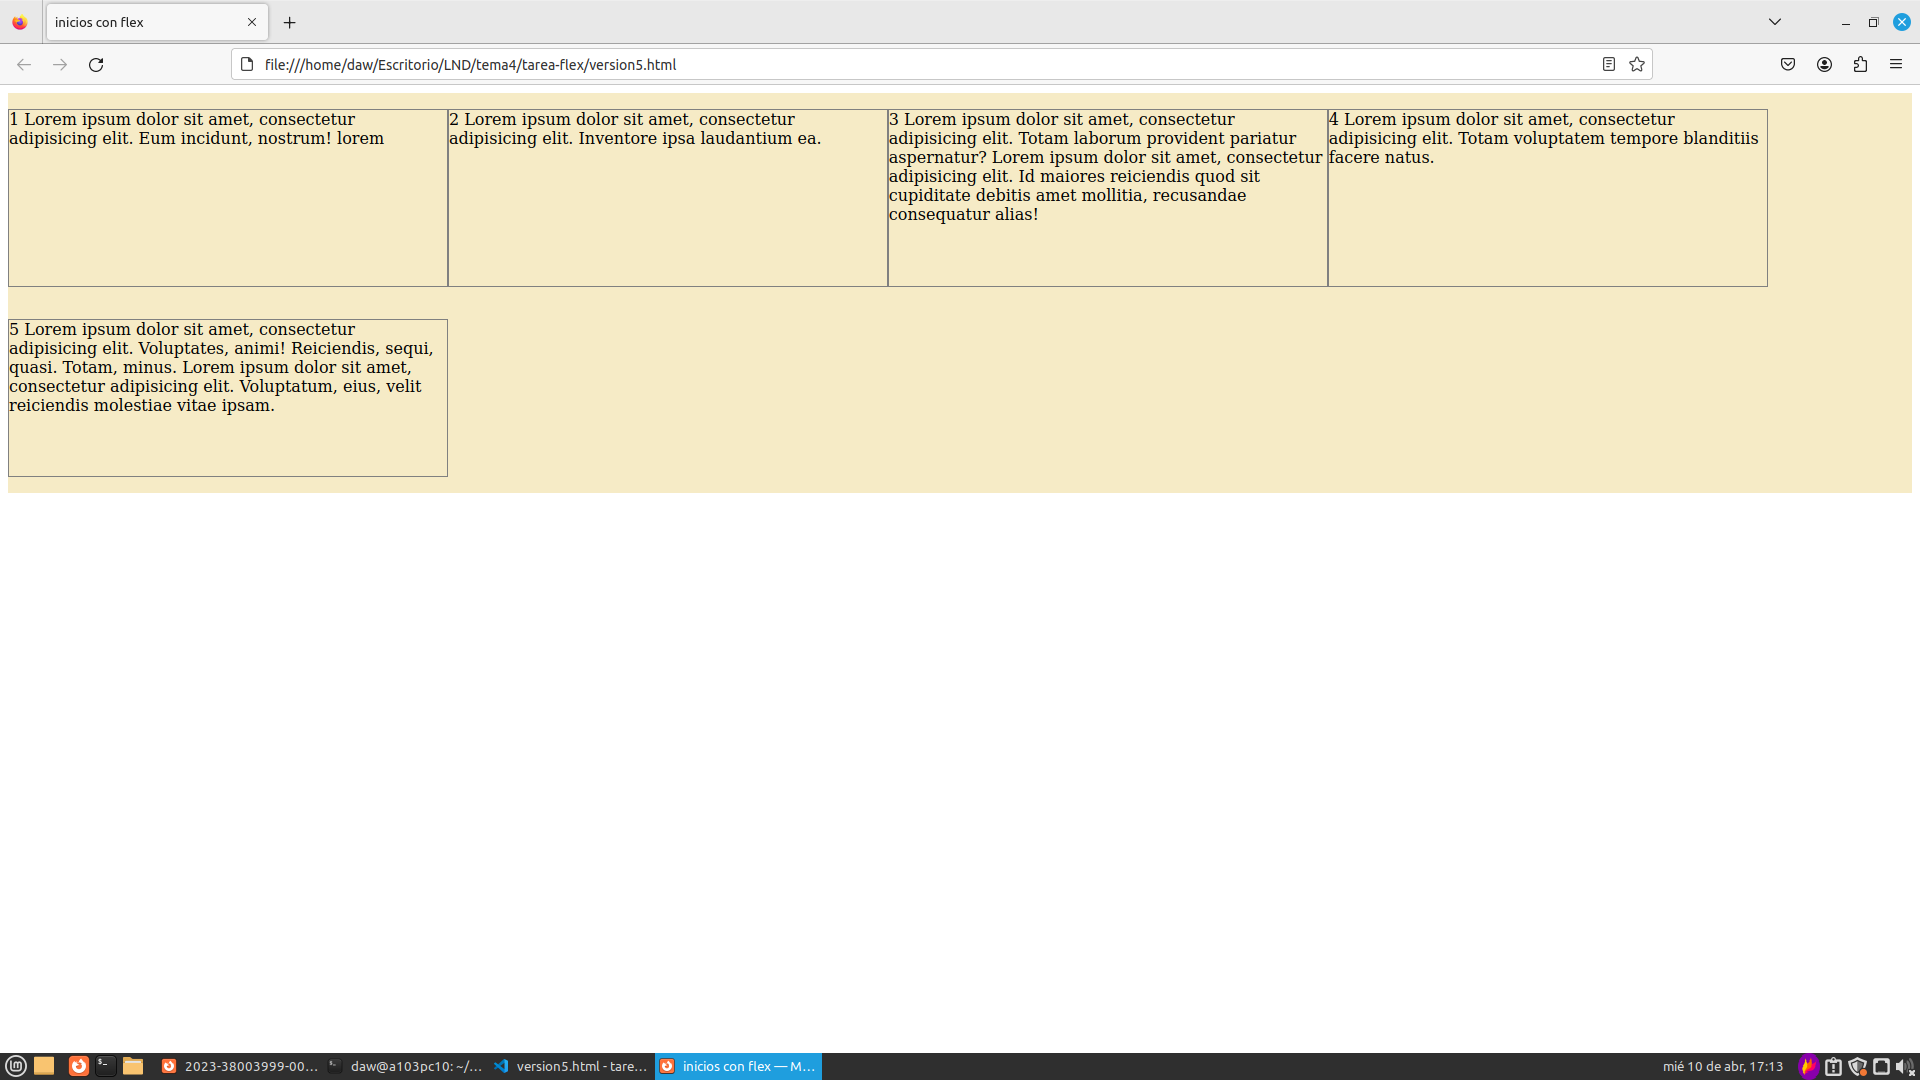 inicios con flex
file:///home/daw/Escritorio/LND/tema4/tarea-flex/version5.html
1 Lorem ipsum dolor sit amet, consectetur
adipisicing elit. Eum incidunt, nostrum! lorem
2 Lorem ipsum dolor sit amet, consectetur
adipisicing elit. Inventore ipsa laudantium ea.
3 Lorem ipsum dolor sit amet, consectetur
adipisicing elit. Totam laborum provident pariatur
aspernatur? Lorem ipsum dolor sit amet, consectetur
adipisicing elit. Id maiores reiciendis quod sit
cupiditate debitis amet mollitia, recusandae
consequatur alias!
4 Lorem ipsum dolor sit amet, consectetur
adipisicing elit. Totam voluptatem tempore blanditiis
facere natus.
5 Lorem ipsum dolor sit amet, consectetur
adipisicing elit. Voluptates, animi! Reiciendis, sequi,
quasi. Totam, minus. Lorem ipsum dolor sit amet,
consectetur adipisicing elit. Voluptatum, eius, velit
reiciendis molestiae vitae ipsam.
2023-38003999-00...
daw@a103pc10: ~/...
version5.html - tare...
inicios con flex — M...
mié 10 de abr, 17:13